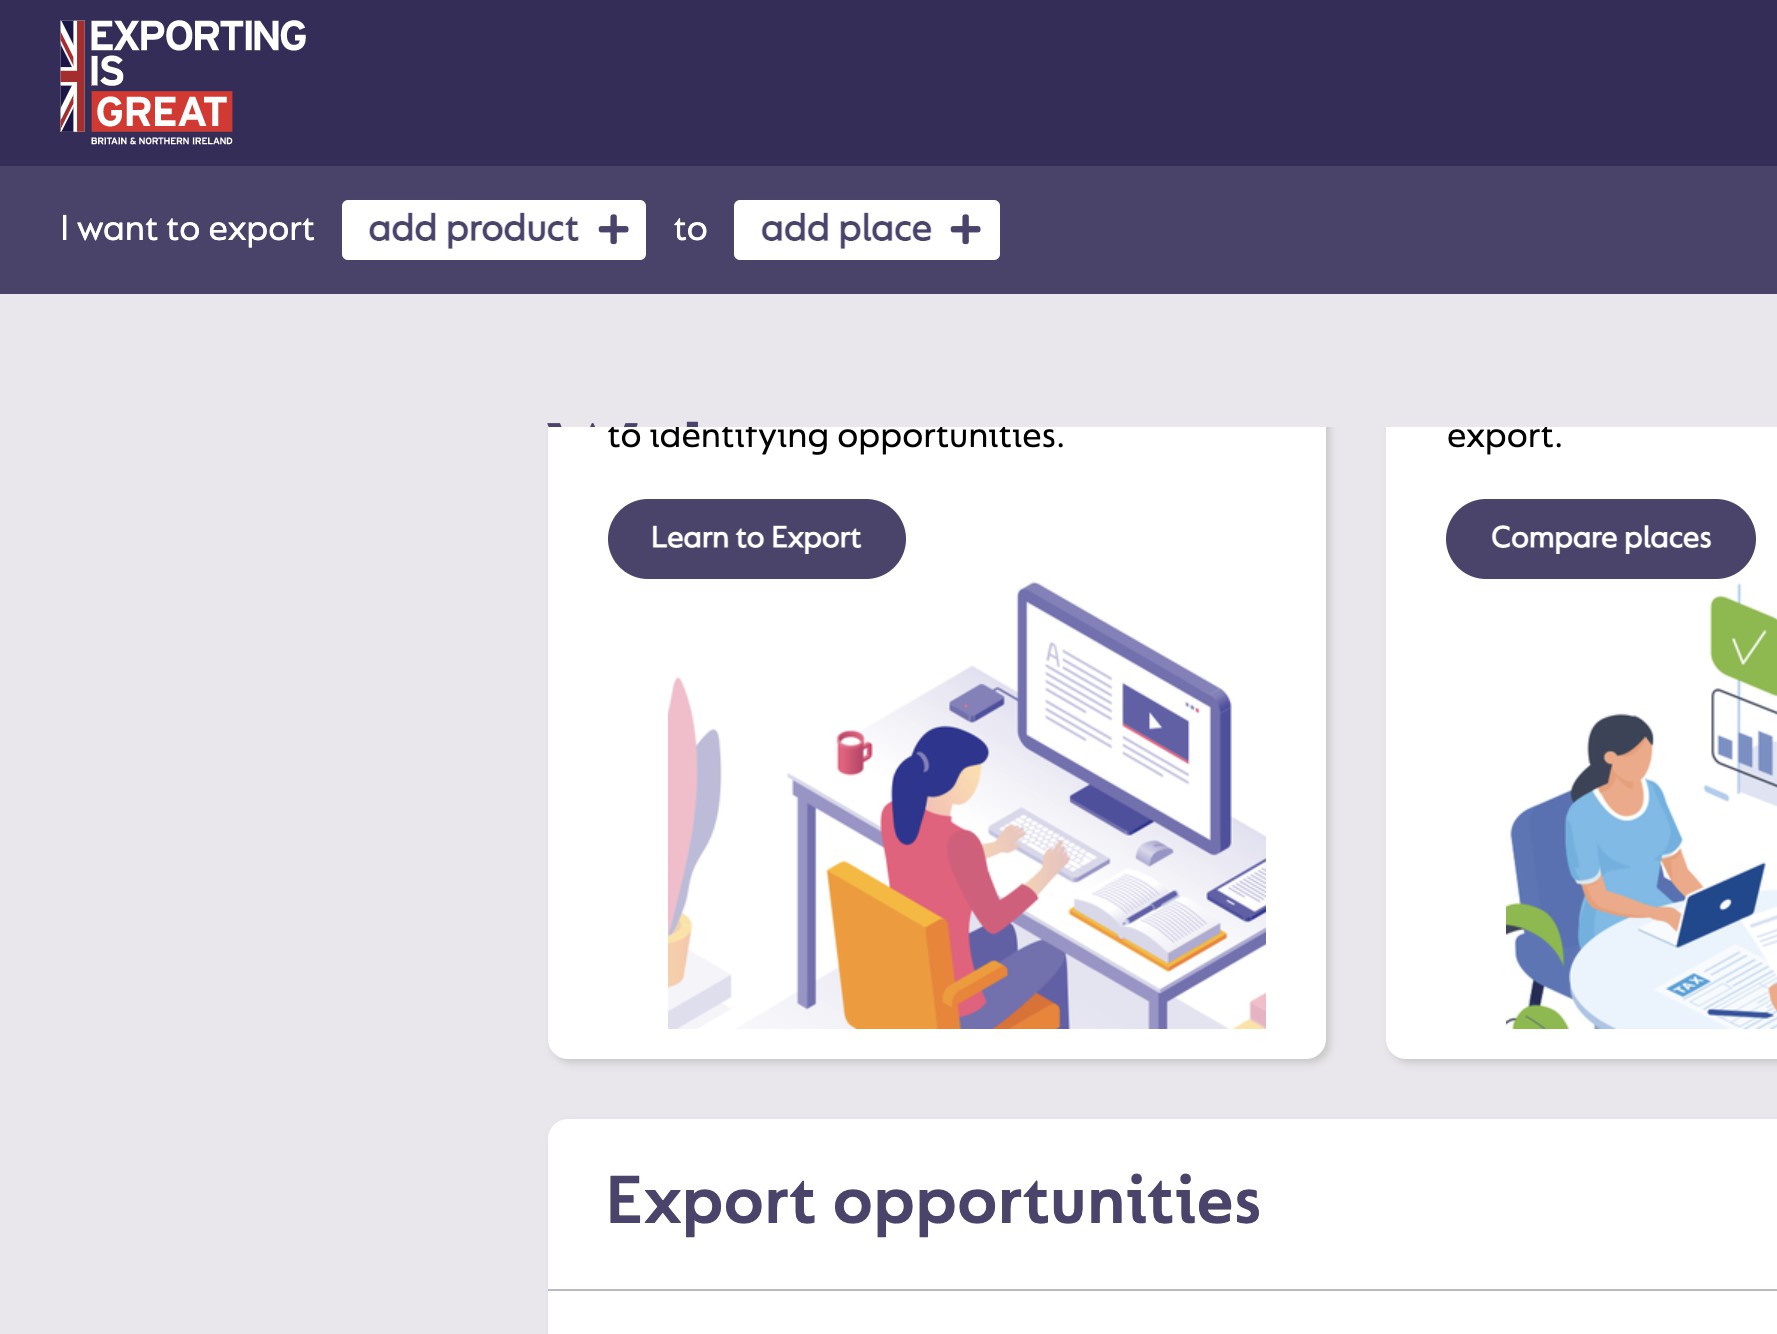 EXPORTING
IS
GREAT
BRITAIN & NORTHERN IRELAND
I want to export add product + to add place +
to identifying opportunities.
Learn to Export
A
export.
Compare places
TAX
Export opportunities